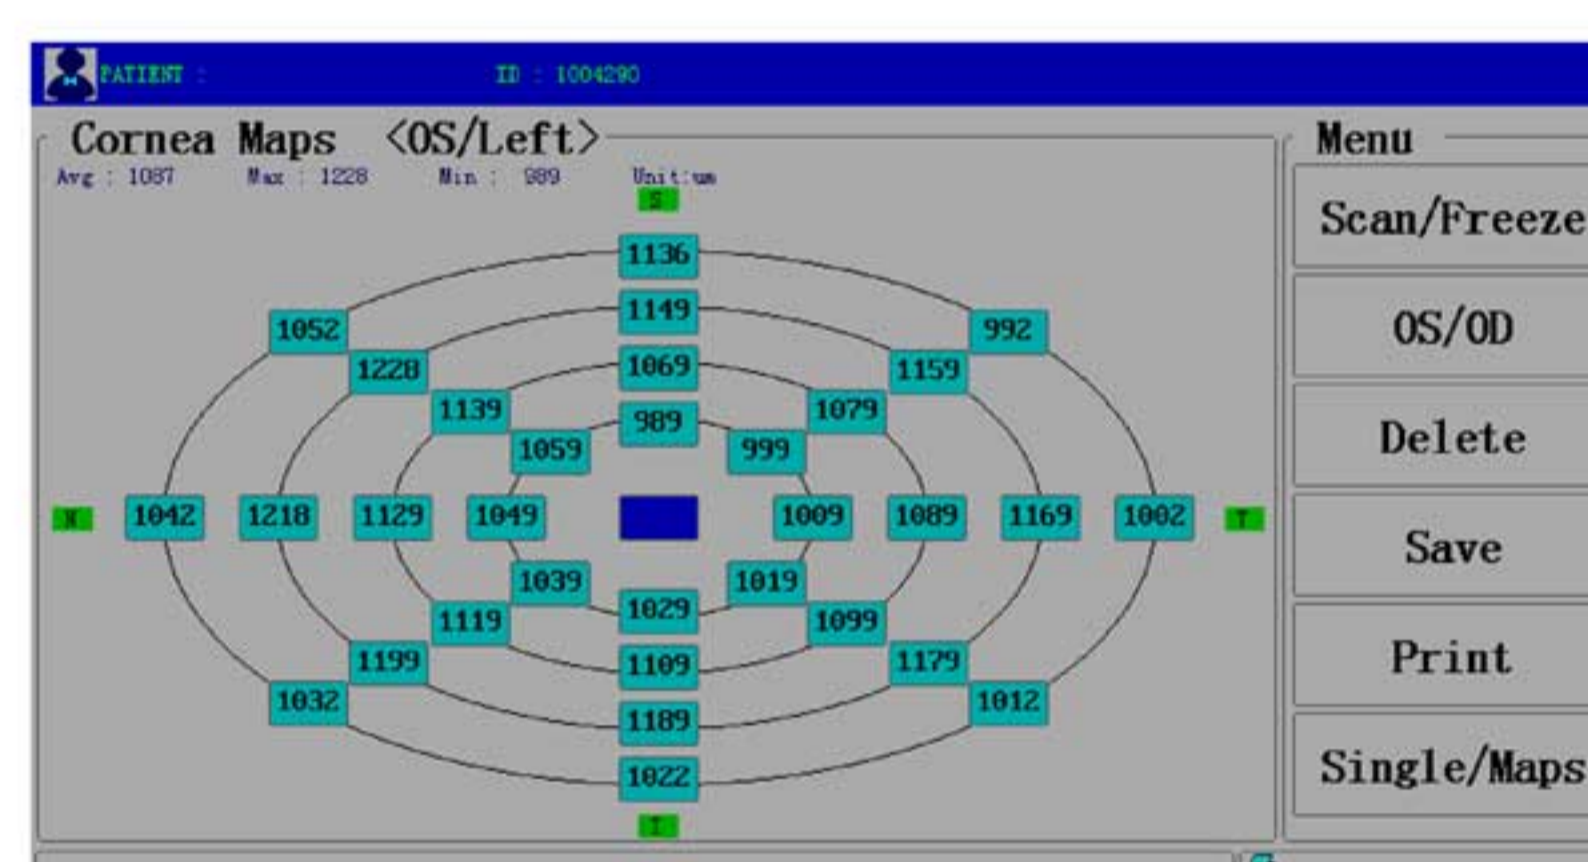 PATIENT : ID : 1004290
Cornea Maps <OS/Left>
Menu
Avg : 1087 Max : 1228 Min : 989 Unit:um
S
Scan/Freeze
1136
1052 1149 992
OS/OD
1228 1069 1159
1139 989 1079
Delete
1059 999
N 1042 1218 1129 1049 1009 1089 1169 1002 T
Save
1039 1019
1119 1029 1099
1199 1109 1179
Print
1032 1189 1012
1022
Single/Maps
I